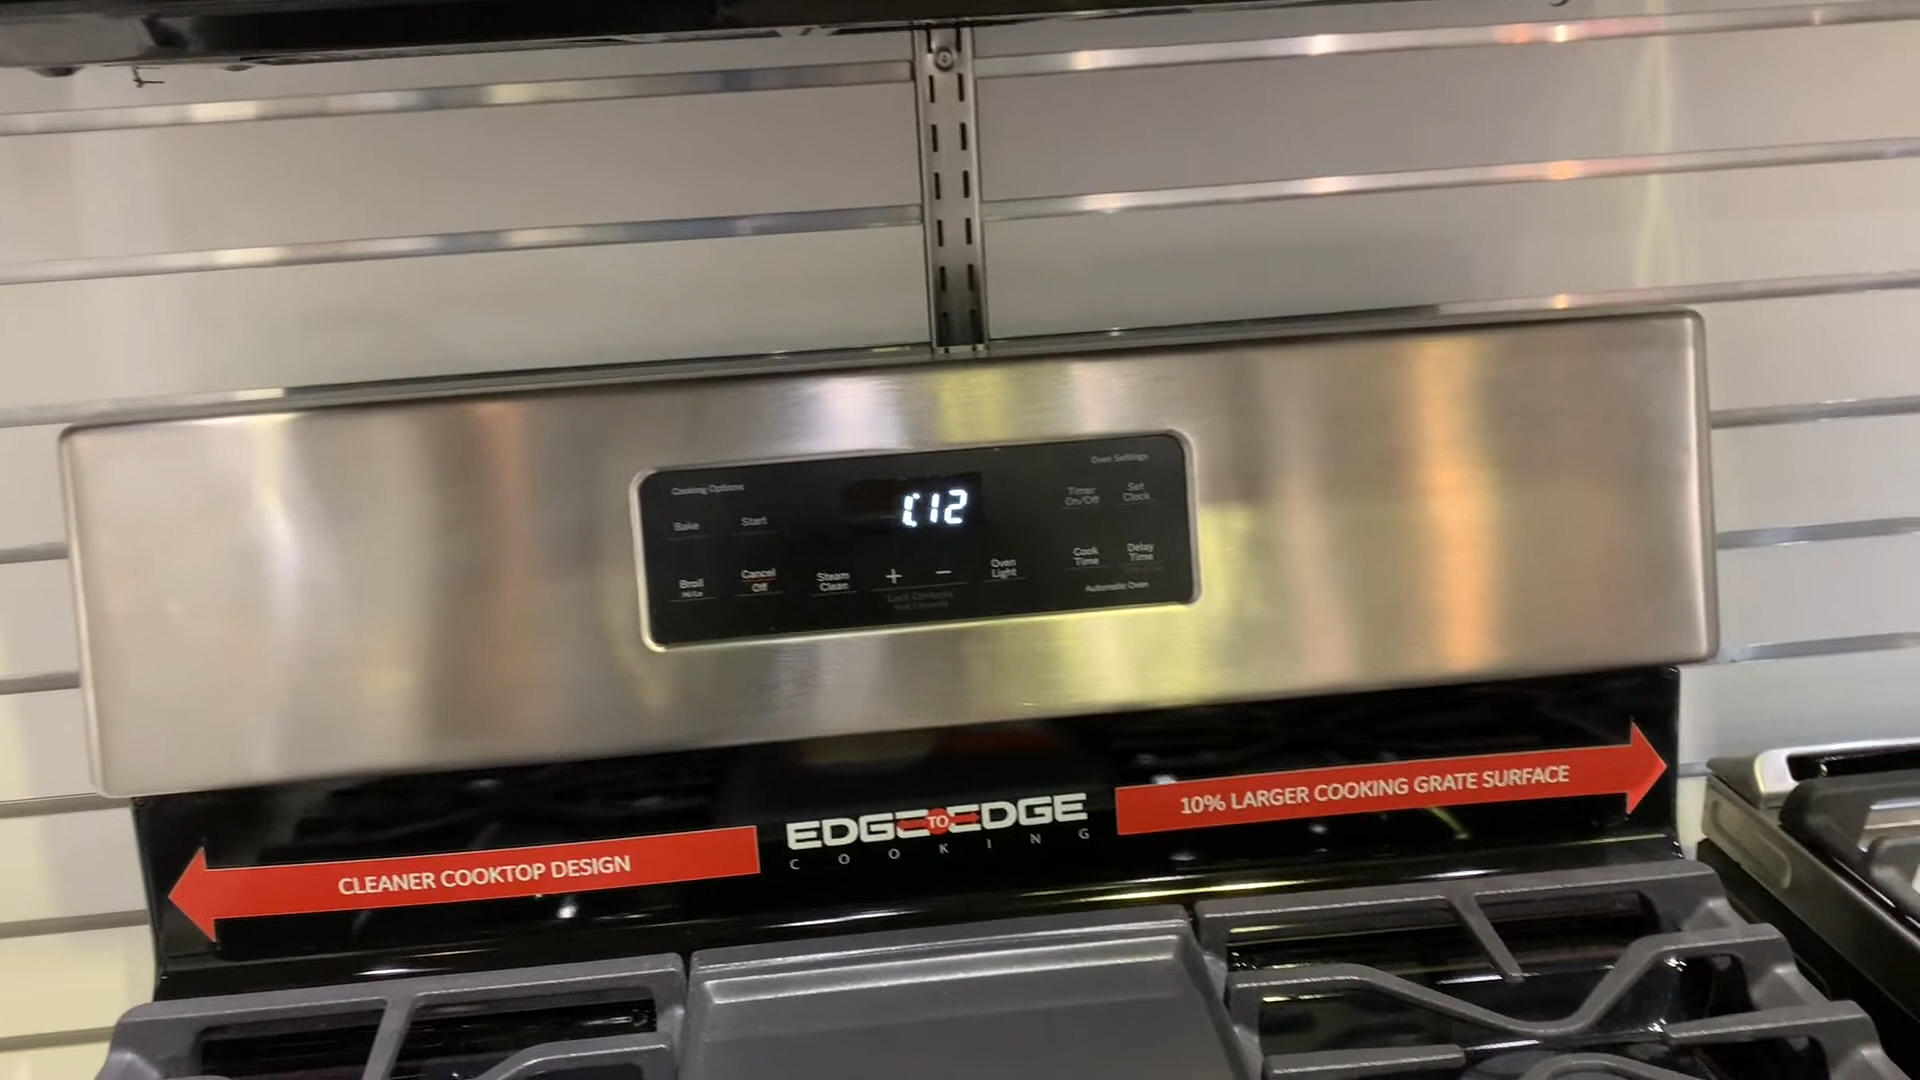 Cooking Options
Oven Settings
Bake
Start
Timer
On/Off
Set
Clock
Broil
Hi/Lo
Cancel
Off
Steam
Clean
+
−
Lock Controls
Oven
Light
Cook
Time
Delay
Time
Automatic Oven
EDGE TO EDGE
COOKING
CLEANER COOKTOP DESIGN
10% LARGER COOKING GRATE SURFACE